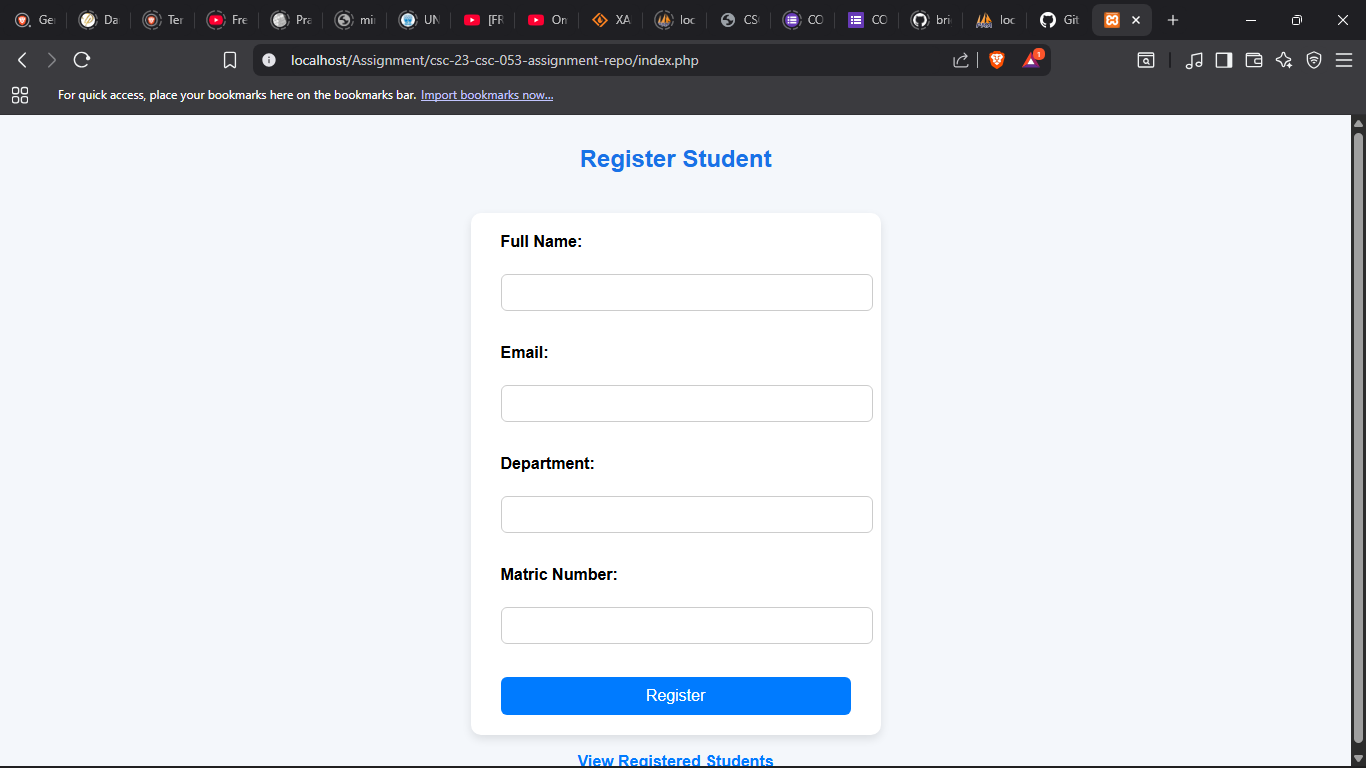 Ge
Da
Ter
Fre
Pra
mi
UN
[FR
On
XA
loc
CS
CO
CO
bri
loc
Git
localhost/Assignment/csc-23-csc-053-assignment-repo/index.php
1
For quick access, place your bookmarks here on the bookmarks bar. Import bookmarks now...
Register Student
Full Name:
Email:
Department:
Matric Number:
Register
View Registered Students